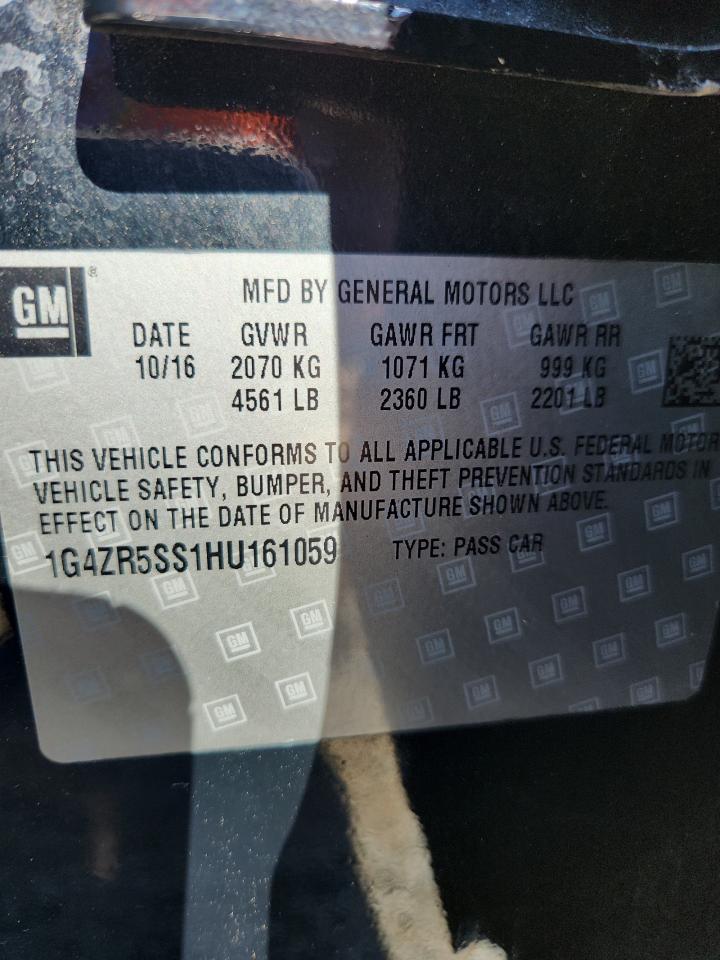 GM ®
MFD BY GENERAL MOTORS LLC
DATE GVWR GAWR FRT GAWR RR
10/16 2070 KG 1071 KG 999 KG
4561 LB 2360 LB 2201 LB
THIS VEHICLE CONFORMS TO ALL APPLICABLE U.S. FEDERAL MOTOR
VEHICLE SAFETY, BUMPER, AND THEFT PREVENTION STANDARDS IN
EFFECT ON THE DATE OF MANUFACTURE SHOWN ABOVE.
1G4ZR5SS1HU161059 TYPE: PASS CAR